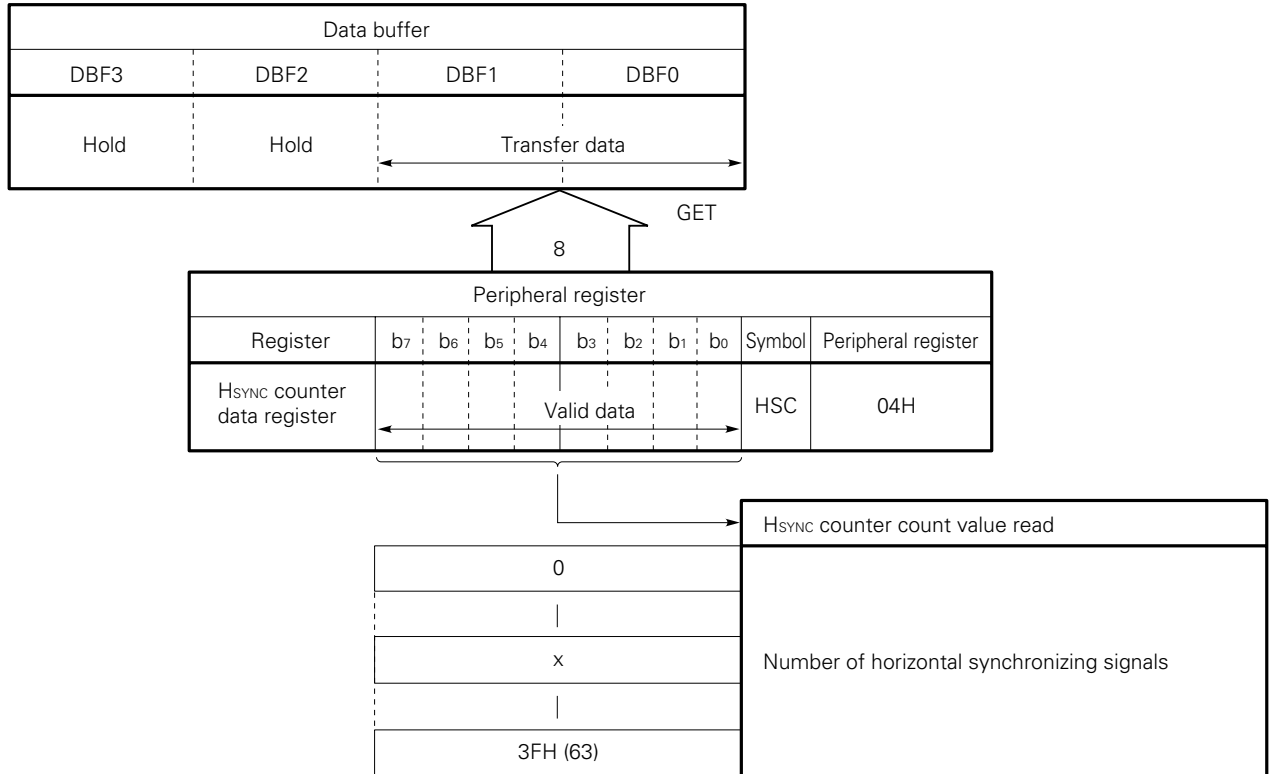 Data buffer
DBF3 DBF2 DBF1 DBF0
Hold Hold Transfer data
GET
8
Peripheral register
Register b7 b6 b5 b4 b3 b2 b1 b0 Symbol Peripheral register
HSYNC counter
data register
Valid data HSC 04H
HSYNC counter count value read
0
x
Number of horizontal synchronizing signals
3FH (63)